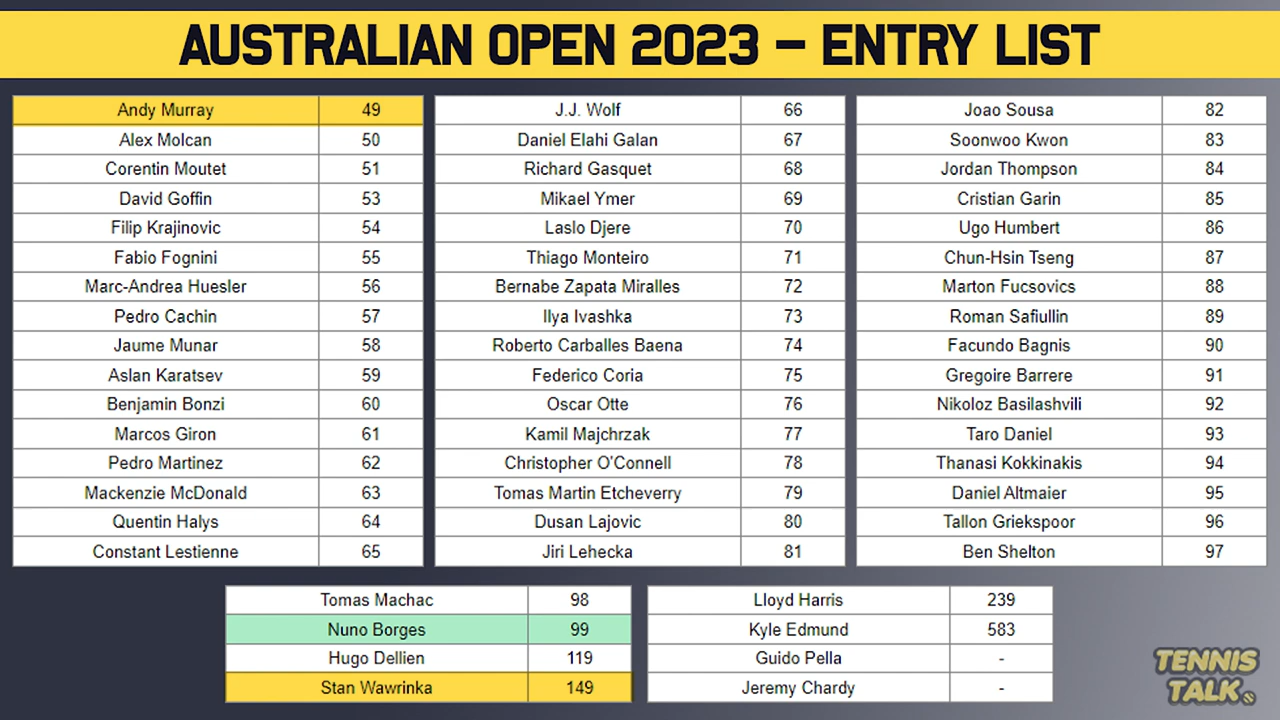 AUSTRALIAN OPEN 2023 – ENTRY LIST
Andy Murray 49
Alex Molcan 50
Corentin Moutet 51
David Goffin 53
Filip Krajinovic 54
Fabio Fognini 55
Marc-Andrea Huesler 56
Pedro Cachin 57
Jaume Munar 58
Aslan Karatsev 59
Benjamin Bonzi 60
Marcos Giron 61
Pedro Martinez 62
Mackenzie McDonald 63
Quentin Halys 64
Constant Lestienne 65
J.J. Wolf 66
Daniel Elahi Galan 67
Richard Gasquet 68
Mikael Ymer 69
Laslo Djere 70
Thiago Monteiro 71
Bernabe Zapata Miralles 72
Ilya Ivashka 73
Roberto Carballes Baena 74
Federico Coria 75
Oscar Otte 76
Kamil Majchrzak 77
Christopher O'Connell 78
Tomas Martin Etcheverry 79
Dusan Lajovic 80
Jiri Lehecka 81
Joao Sousa 82
Soonwoo Kwon 83
Jordan Thompson 84
Cristian Garin 85
Ugo Humbert 86
Chun-Hsin Tseng 87
Marton Fucsovics 88
Roman Safiullin 89
Facundo Bagnis 90
Gregoire Barrere 91
Nikoloz Basilashvili 92
Taro Daniel 93
Thanasi Kokkinakis 94
Daniel Altmaier 95
Tallon Griekspoor 96
Ben Shelton 97
Tomas Machac 98
Nuno Borges 99
Hugo Dellien 119
Stan Wawrinka 149
Lloyd Harris 239
Kyle Edmund 583
Guido Pella -
Jeremy Chardy -
TENNIS
TALK